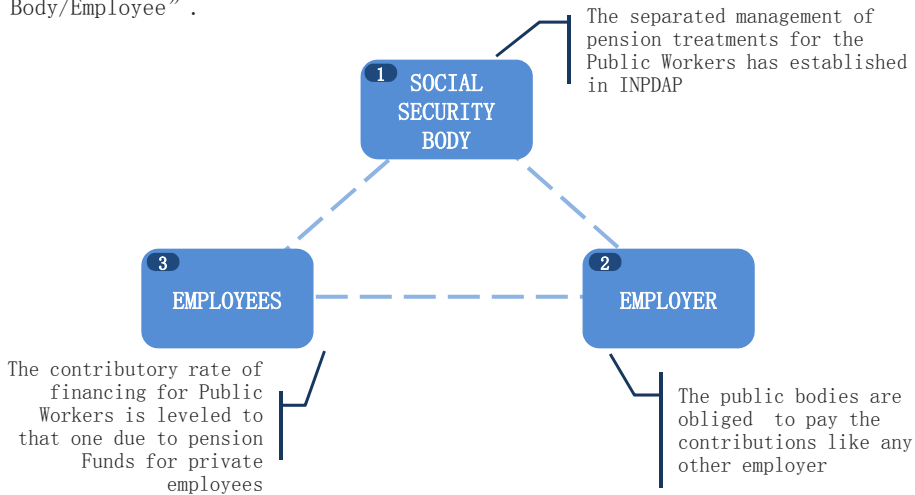 Body/Employee".
The separated management of
pension treatments for the
Public Workers has established
in INPDAP
1
SOCIAL
SECURITY
BODY
3
EMPLOYEES
2
EMPLOYER
The contributory rate of
financing for Public
Workers is leveled to
that one due to pension
Funds for private
employees
The public bodies are
obliged  to pay the
contributions like any
other employer